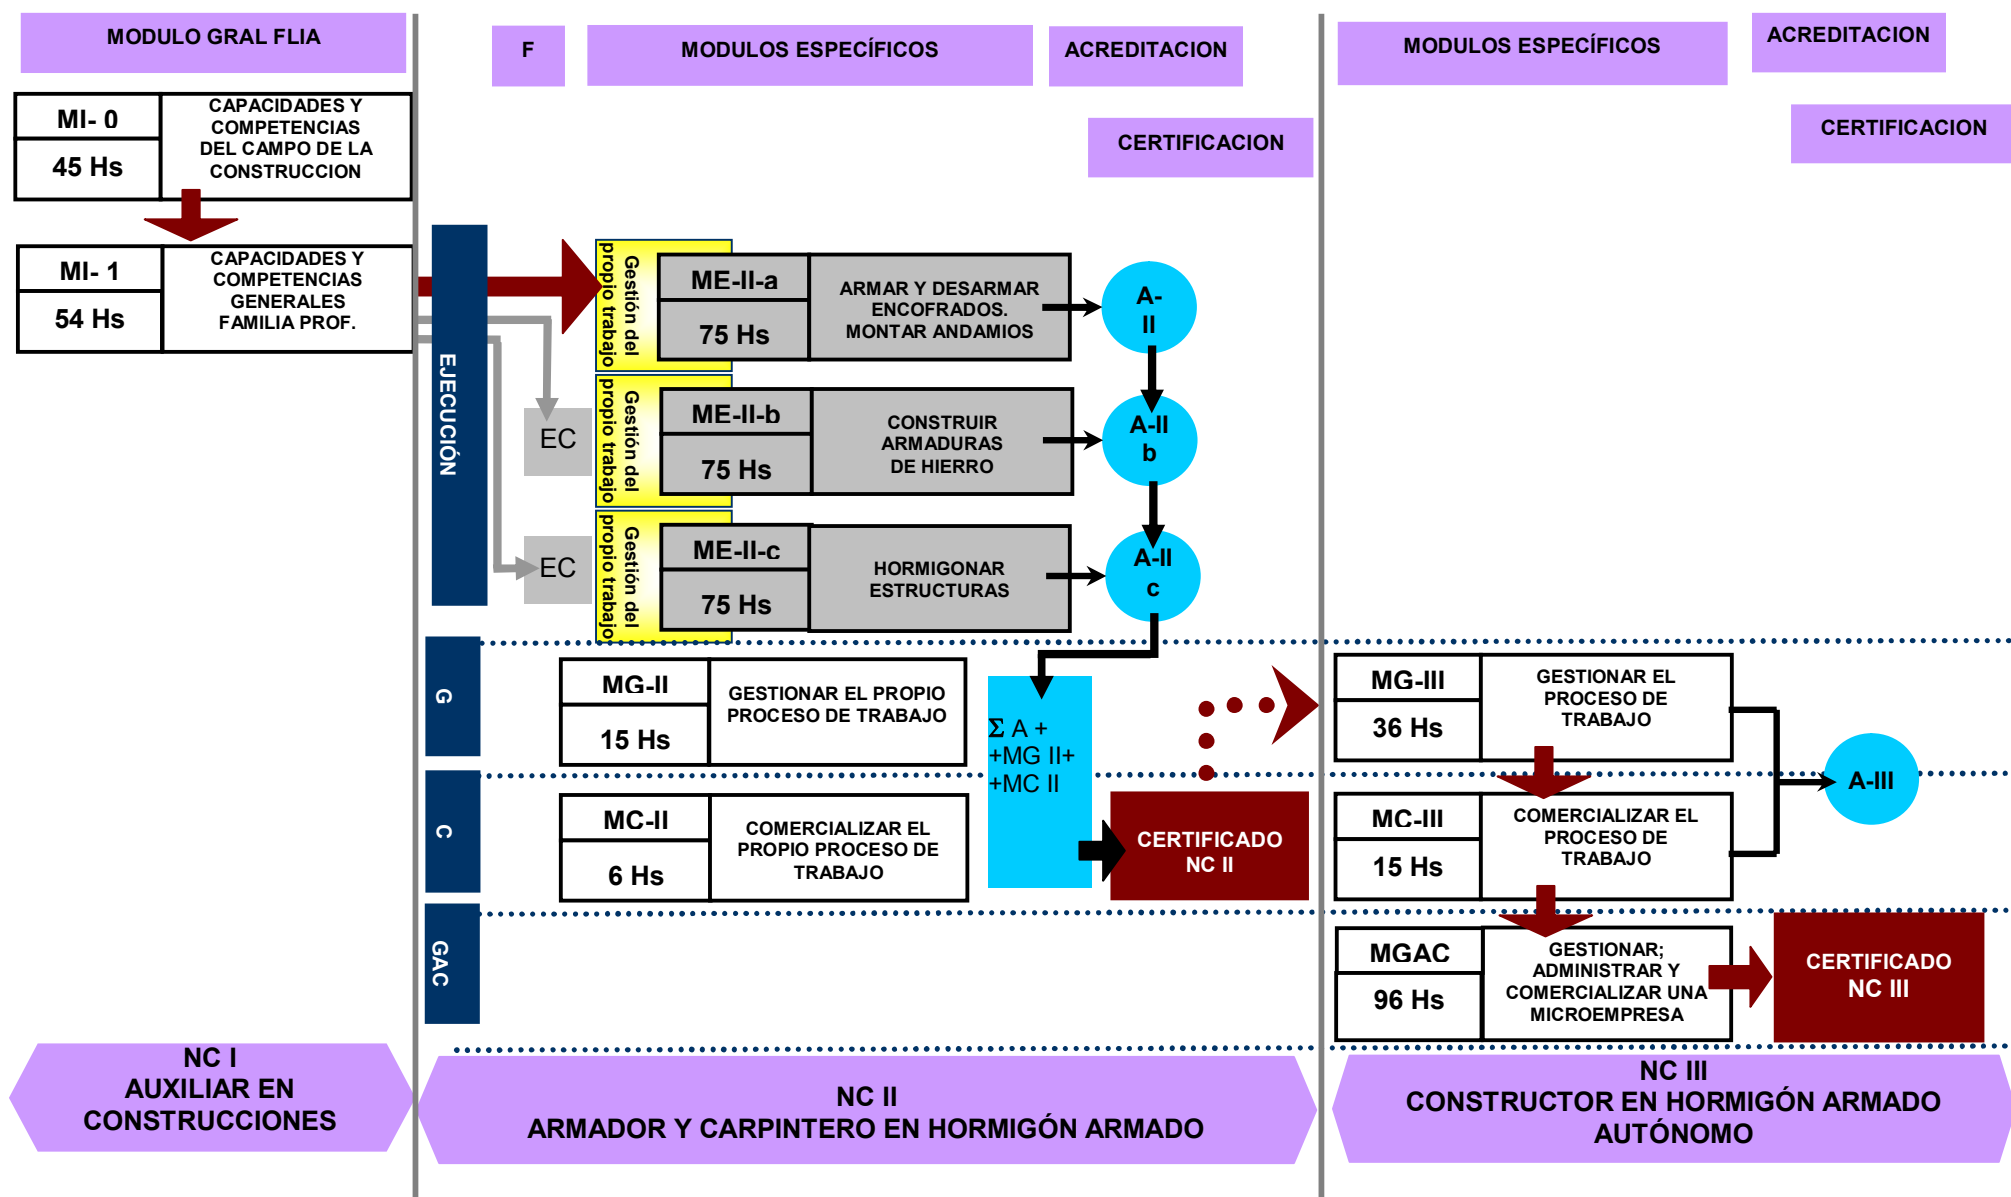 MODULO GRAL FLIA
F
MODULOS ESPECÍFICOS
ACREDITACION
CERTIFICACION
MODULOS ESPECÍFICOS
ACREDITACION
CERTIFICACION
MI- 0
45 Hs
CAPACIDADES Y
COMPETENCIAS
DEL CAMPO DE LA
CONSTRUCCION
MI- 1
54 Hs
CAPACIDADES Y
COMPETENCIAS
GENERALES
FAMILIA PROF.
EJECUCIÓN
Gestión del
propio trabajo
ME-II-a
75 Hs
ARMAR Y DESARMAR
ENCOFRADOS.
MONTAR ANDAMIOS
A-
II
EC
Gestión del
propio trabajo
ME-II-b
75 Hs
CONSTRUIR
ARMADURAS
DE HIERRO
A-II
b
EC
Gestión del
propio trabajo
ME-II-c
75 Hs
HORMIGONAR
ESTRUCTURAS
A-II
c
G
MG-II
15 Hs
GESTIONAR EL PROPIO
PROCESO DE TRABAJO
Σ A +
+MG II+
+MC II
MG-III
36 Hs
GESTIONAR EL
PROCESO DE
TRABAJO
A-III
C
MC-II
6 Hs
COMERCIALIZAR EL
PROPIO PROCESO DE
TRABAJO
CERTIFICADO
NC II
MC-III
15 Hs
COMERCIALIZAR EL
PROCESO DE
TRABAJO
GAC
MGAC
96 Hs
GESTIONAR;
ADMINISTRAR Y
COMERCIALIZAR UNA
MICROEMPRESA
CERTIFICADO
NC III
NC I
AUXILIAR EN
CONSTRUCCIONES
NC II
ARMADOR Y CARPINTERO EN HORMIGÓN ARMADO
NC III
CONSTRUCTOR EN HORMIGÓN ARMADO
AUTÓNOMO